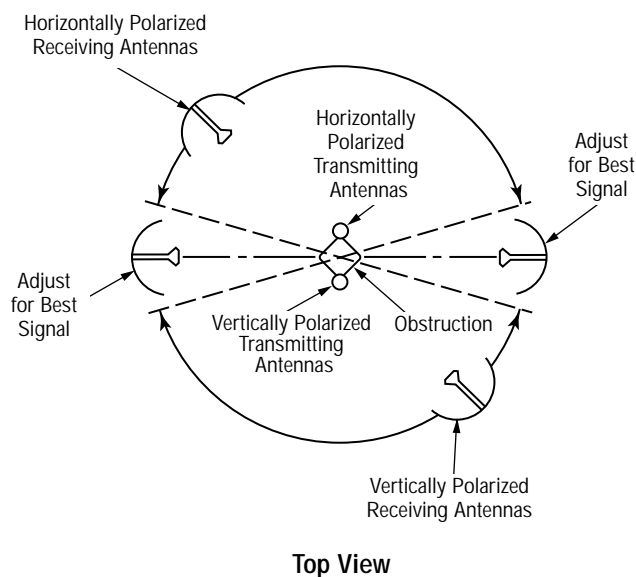 Horizontally Polarized
Receiving Antennas
Horizontally
Polarized
Transmitting
Antennas
Adjust
for Best
Signal
Adjust
for Best
Signal
Vertically Polarized
Transmitting
Antennas
Obstruction
Vertically Polarized
Receiving Antennas
Top View